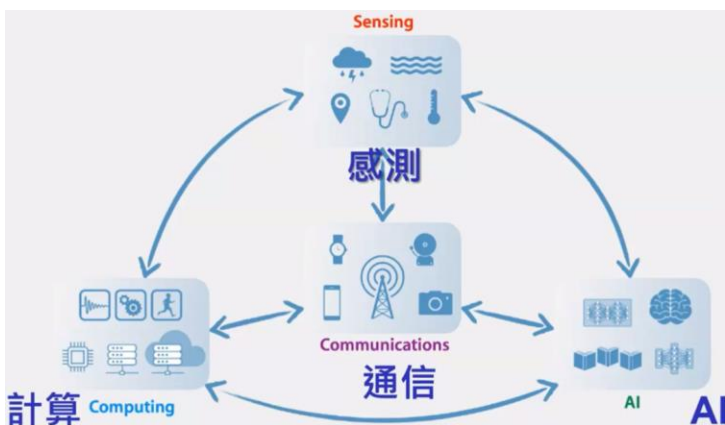 Sensing
感測
Communications
通信
計算 Computing
AI AI